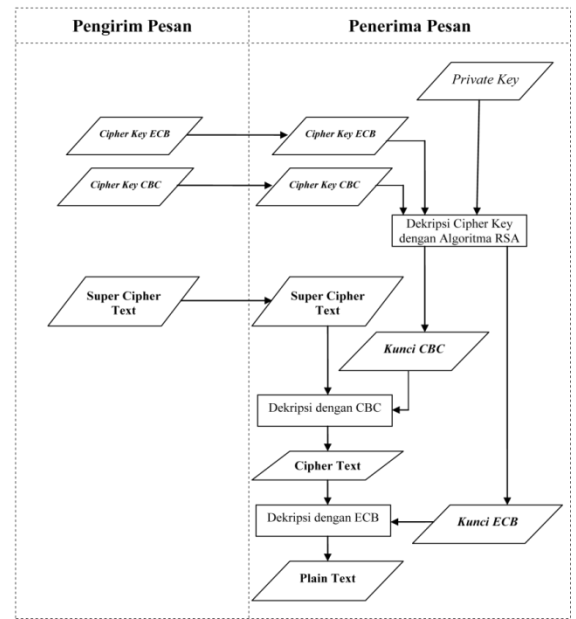 Pengirim Pesan
Penerima Pesan
Private Key
Cipher Key ECB
Cipher Key ECB
Cipher Key CBC
Cipher Key CBC
Dekripsi Cipher Key
dengan Algoritma RSA
Super Cipher
Text
Super Cipher
Text
Kunci CBC
Dekripsi dengan CBC
Cipher Text
Dekripsi dengan ECB
Kunci ECB
Plain Text